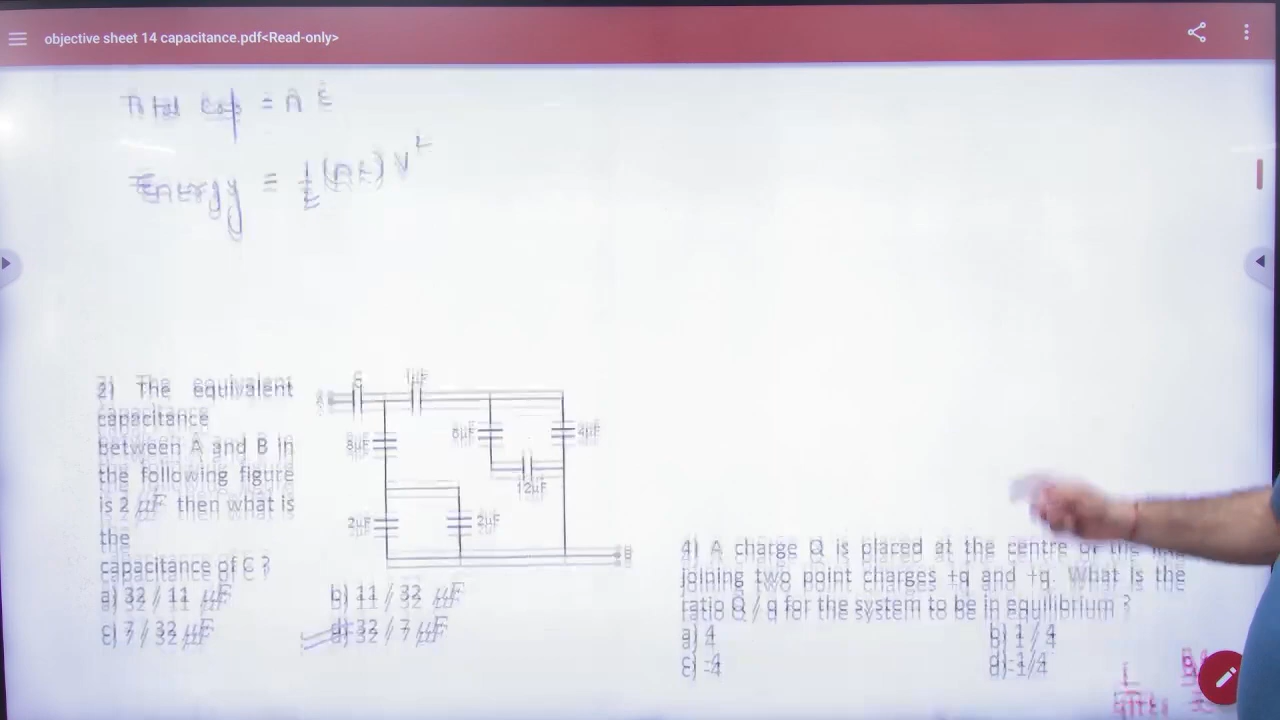 objective sheet 14 capacitance.pdf<Read-only>
Total Cap = n C
Energy = 1/2 (nC) V²
2) The equivalent
capacitance
between A and B in
the following figure
is 2 μF then what is
the
capacitance of C ?
a) 32 / 11 μF b) 11 / 32 μF
c) 7 / 32 μF d) 32 / 7 μF
A C 1μF
8μF 6μF 4μF
12μF
2μF 2μF
B
4) A charge Q is placed at the centre of the line
joining two point charges +q and +q. What is the
ratio Q / q for the system to be in equilibrium ?
a) 4 b) 1 / 4
c) -4 d) -1/4